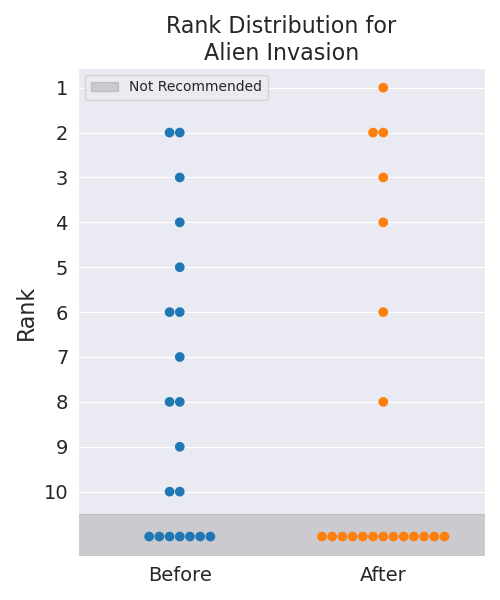 Rank Distribution for
Alien Invasion
Not Recommended
1
2
3
4
5
6
7
8
9
10
Rank
Before
After